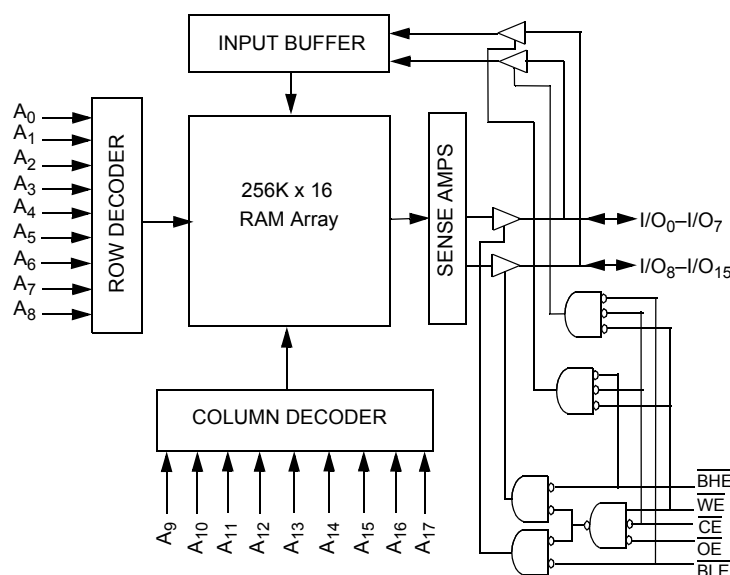 INPUT BUFFER
A0
A1
A2
A3
A4
A5
A6
A7
A8
ROW DECODER
256K x 16
RAM Array
SENSE AMPS
I/O0–I/O7
I/O8–I/O15
COLUMN DECODER
A9
A10
A11
A12
A13
A14
A15
A16
A17
BHE
WE
CE
OE
BLE